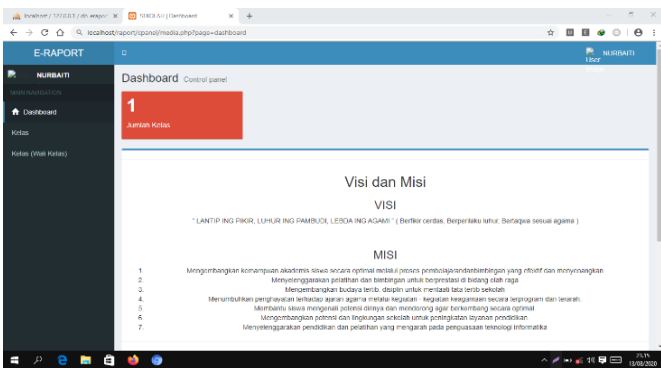 localhost / 127.0.0.1 / db_erapor
SEKOLAH | Dashboard
localhost/raport/cpanel/media.php?page=dashboard
E-RAPORT
User
NURBAITI
NURBAITI
MAIN NAVIGATION
Dashboard
Kelas
Kelas (Wali Kelas)
Dashboard Control panel
1
Jumlah Kelas
Visi dan Misi
VISI
" LANTIP ING PIKIR, LUHUR ING PAMBUDI, LEBDA ING AGAMI " ( Berfikir cerdas, Berperilaku luhur, Bertaqwa sesuai agama )
MISI
1. Mengembangkan kemampuan akademis siswa secara optimal melalui proses pembelajarandanbimbingan yang efektif dan menyenangkan
2. Menyelenggarakan pelatihan dan bimbingan untuk berprestasi di bidang olah raga
3. Mengembangkan budaya tertib, disiplin untuk mentaati tata tertib sekolah
4. Menumbuhkan penghayatan terhadap ajaran agama melalui kegiatan - kegiatan keagamaan secara terprogram dan terarah.
5. Membantu siswa mengenali potensi dirinya dan mendorong agar berkembang secara optimal
6. Mengembangkan potensi dan lingkungan sekolah untuk peningkatan layanan pendidikan
7. Menyelenggarakan pendidikan dan pelatihan yang mengarah pada penguasaan teknologi informatika
13/08/2020